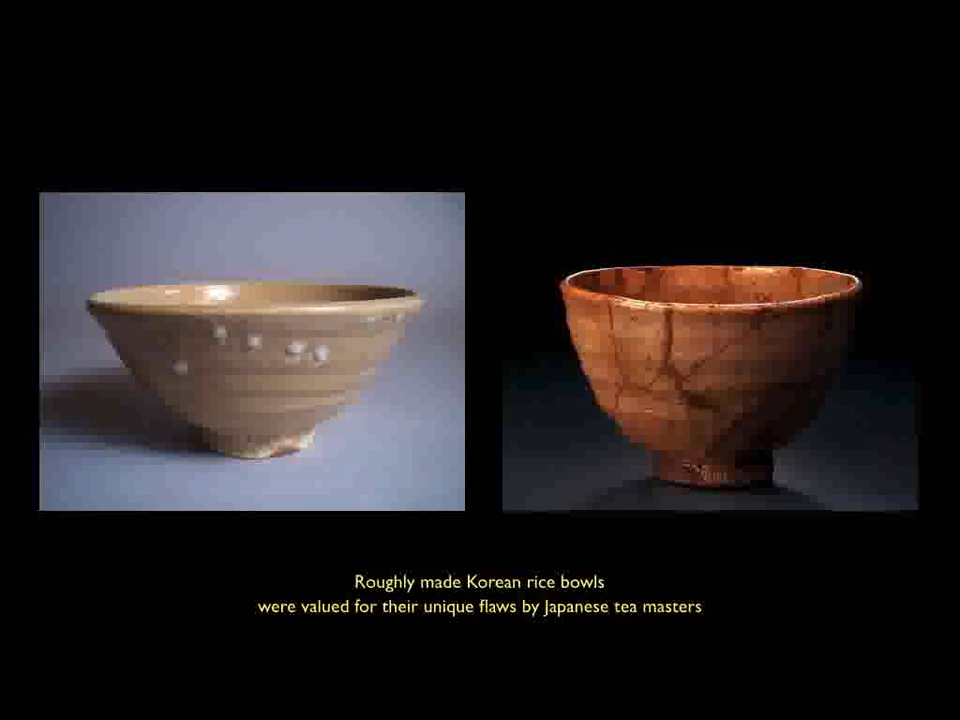 Roughly made Korean rice bowls
were valued for their unique flaws by Japanese tea masters